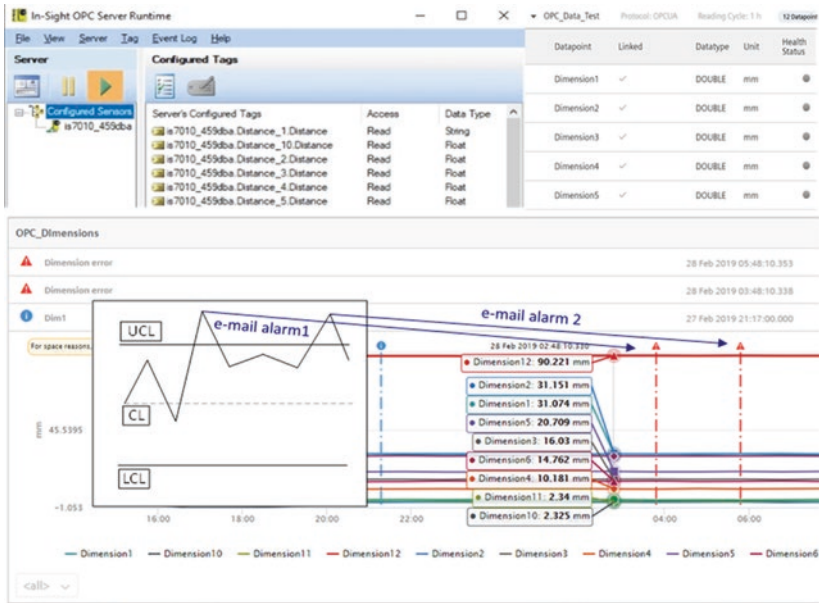 In-Sight OPC Server Runtime
File View Server Tag Event Log Help
Server
Configured Sensors
is7010_459dba
Configured Tags
Server's Configured Tags Access Data Type
is7010_459dba.Distance_1.Distance Read String
is7010_459dba.Distance_10.Distance Read Float
is7010_459dba.Distance_2.Distance Read Float
is7010_459dba.Distance_3.Distance Read Float
is7010_459dba.Distance_4.Distance Read Float
is7010_459dba.Distance_5.Distance Read Float
OPC_Data_Test Protocol: OPCUA Reading Cycle: 1 h 12 Datapoint
Datapoint Linked Datatype Unit Health Status
Dimension1 DOUBLE mm
Dimension2 DOUBLE mm
Dimension3 DOUBLE mm
Dimension4 DOUBLE mm
Dimension5 DOUBLE mm
OPC_DImensions
Dimension error 28 Feb 2019 05:48:10.353
Dimension error 28 Feb 2019 03:48:10.338
Dim1 27 Feb 2019 21:17:00.000
For space reasons,
UCL
CL
LCL
e-mail alarm1
e-mail alarm 2
28 Feb 2019 02:48:10.330
Dimension12: 90.221 mm
Dimension2: 31.151 mm
Dimension1: 31.074 mm
Dimension5: 20.709 mm
Dimension3: 16.03 mm
Dimension6: 14.762 mm
Dimension4: 10.181 mm
Dimension11: 2.34 mm
Dimension10: 2.325 mm
mm
45.5395
-1.053
16:00 18:00 20:00 22:00 04:00 06:00
Dimension1 Dimension10 Dimension11 Dimension12 Dimension2 Dimension3 Dimension4 Dimension5 Dimension6
<all>